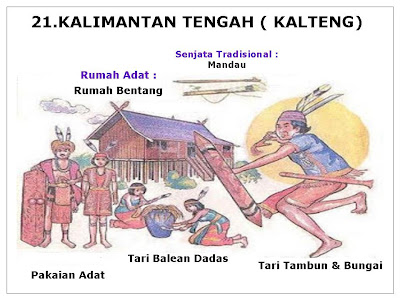 21.KALIMANTAN TENGAH ( KALTENG)
Senjata Tradisional :
Mandau
Rumah Adat :
Rumah Bentang
Tari Balean Dadas
Tari Tambun & Bungai
Pakaian Adat